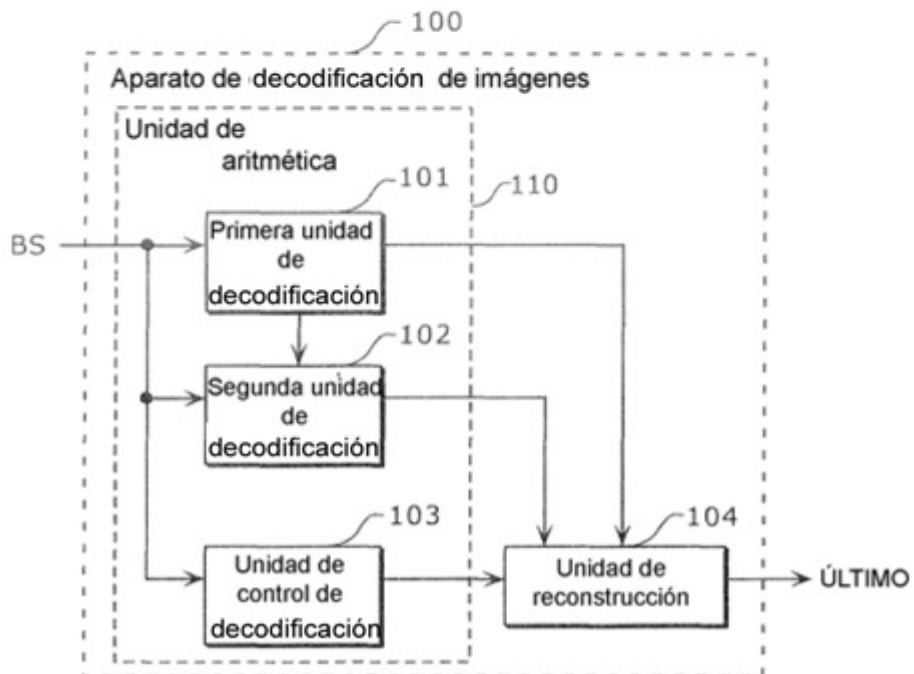 100
Aparato de decodificación de imágenes
Unidad de
aritmética
101
110
BS
Primera unidad
de
decodificación
102
Segunda unidad
de
decodificación
103
104
Unidad de
control de
decodificación
Unidad de
reconstrucción
ÚLTIMO